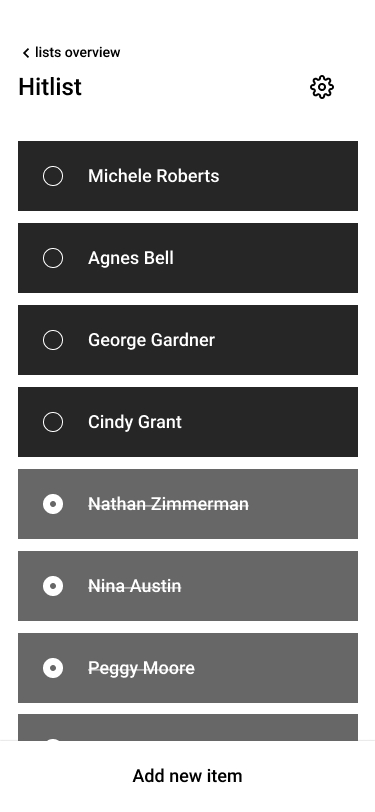 lists overview
Hitlist
Michele Roberts
Agnes Bell
George Gardner
Cindy Grant
Nathan Zimmerman
Nina Austin
Peggy Moore
Add new item